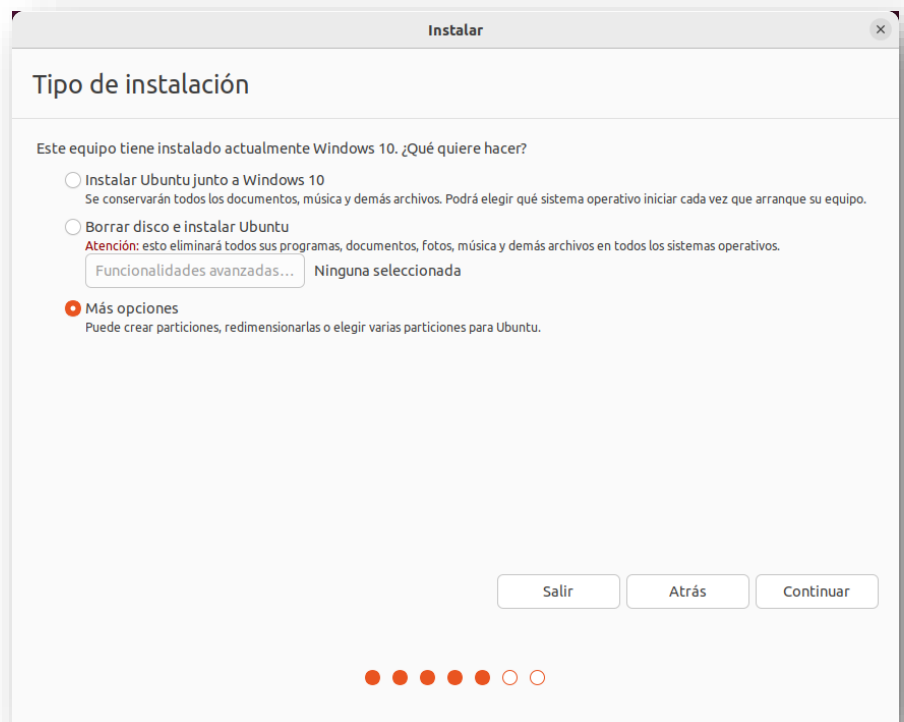 Instalar
Tipo de instalación
Este equipo tiene instalado actualmente Windows 10. ¿Qué quiere hacer?
Instalar Ubuntu junto a Windows 10
Se conservarán todos los documentos, música y demás archivos. Podrá elegir qué sistema operativo iniciar cada vez que arranque su equipo.
Borrar disco e instalar Ubuntu
Atención: esto eliminará todos sus programas, documentos, fotos, música y demás archivos en todos los sistemas operativos.
Funcionalidades avanzadas... Ninguna seleccionada
Más opciones
Puede crear particiones, redimensionarlas o elegir varias particiones para Ubuntu.
Salir Atrás Continuar